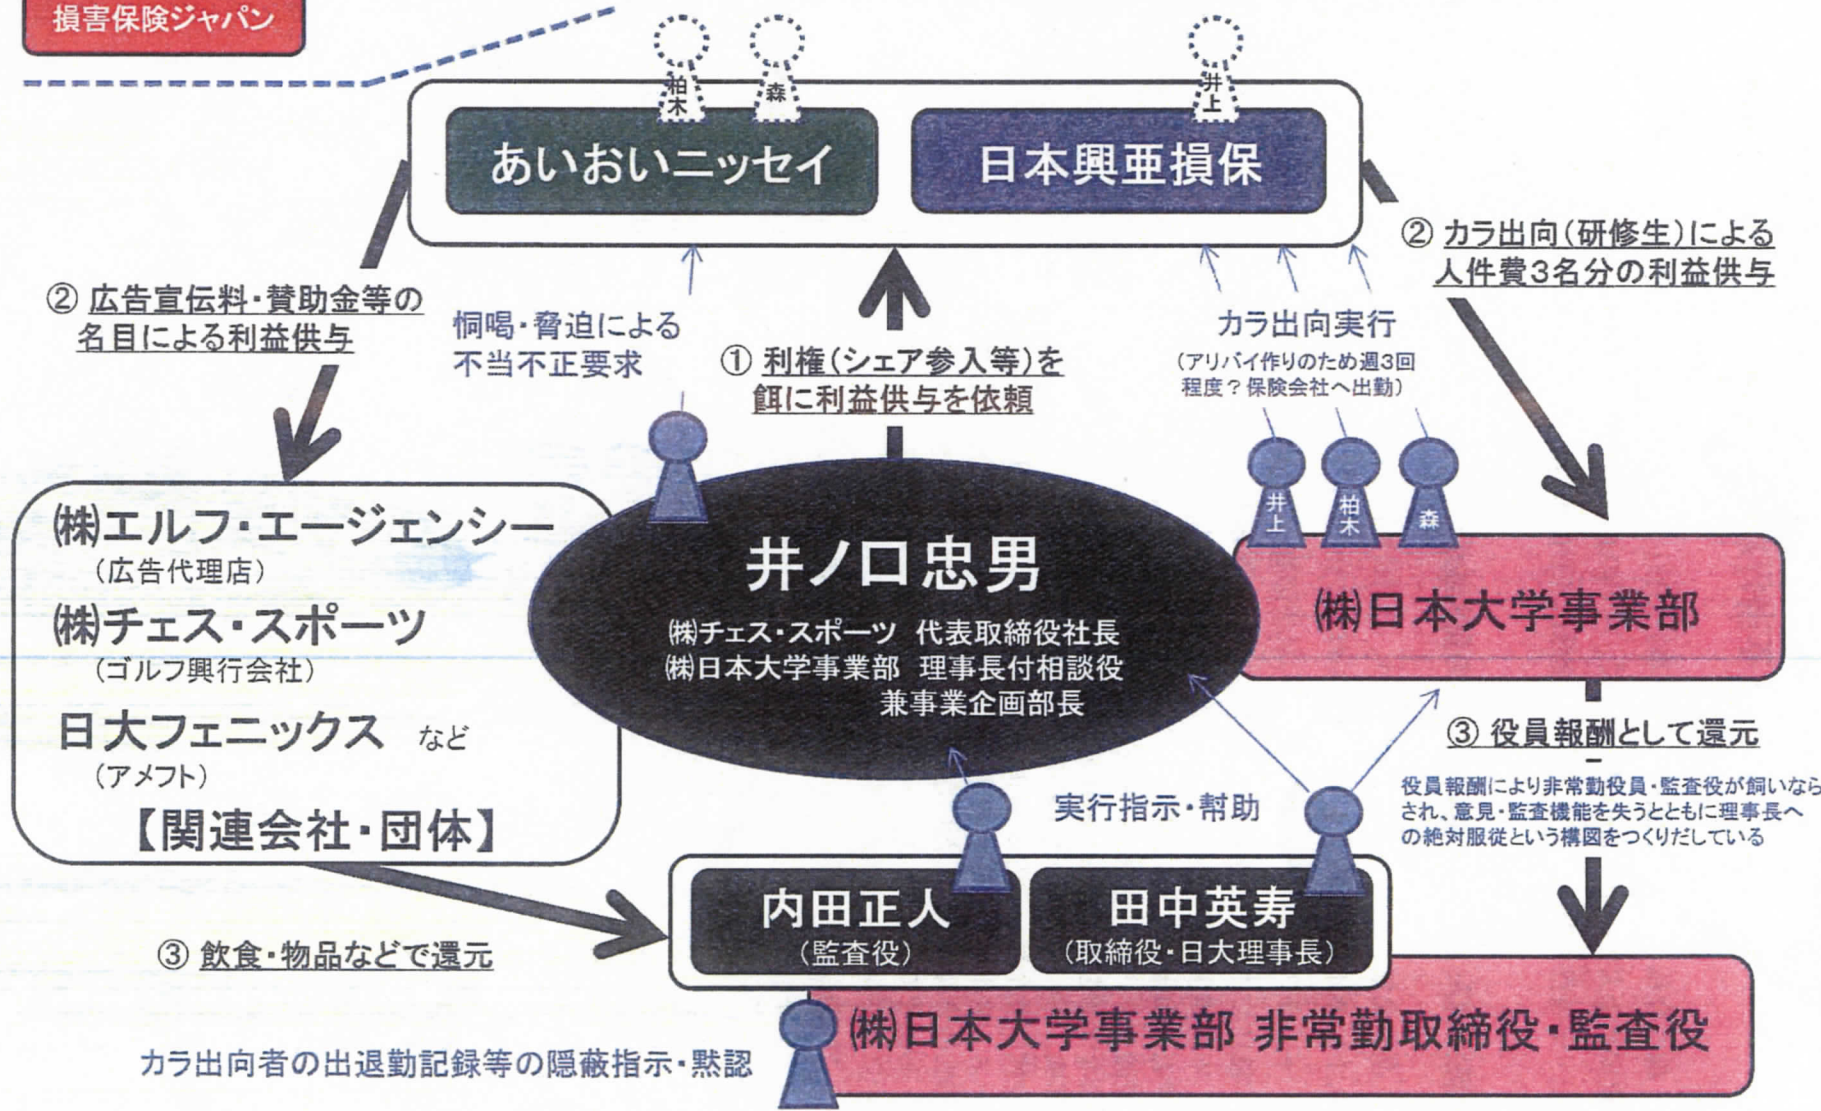 損害保険ジャパン
柏木
森
井上
あいおいニッセイ
日本興亜損保
② 広告宣伝料・賛助金等の
名目による利益供与
恫喝・脅迫による
不当不正要求
① 利権(シェア参入等)を
餌に利益供与を依頼
カラ出向実行
(アリバイ作りのため週3回
程度?保険会社へ出勤)
② カラ出向(研修生)による
人件費3名分の利益供与
㈱エルフ・エージェンシー
(広告代理店)
㈱チェス・スポーツ
(ゴルフ興行会社)
日大フェニックス など
(アメフト)
【関連会社・団体】
井ノ口忠男
㈱チェス・スポーツ 代表取締役社長
㈱日本大学事業部 理事長付相談役
兼事業企画部長
井上
柏木
森
㈱日本大学事業部
③ 役員報酬として還元
役員報酬により非常勤役員・監査役が飼いなら
され、意見・監査機能を失うとともに理事長へ
の絶対服従という構図をつくりだしている
実行指示・幇助
内田正人
(監査役)
田中英寿
(取締役・日大理事長)
③ 飲食・物品などで還元
㈱日本大学事業部 非常勤取締役・監査役
カラ出向者の出退勤記録等の隠蔽指示・黙認